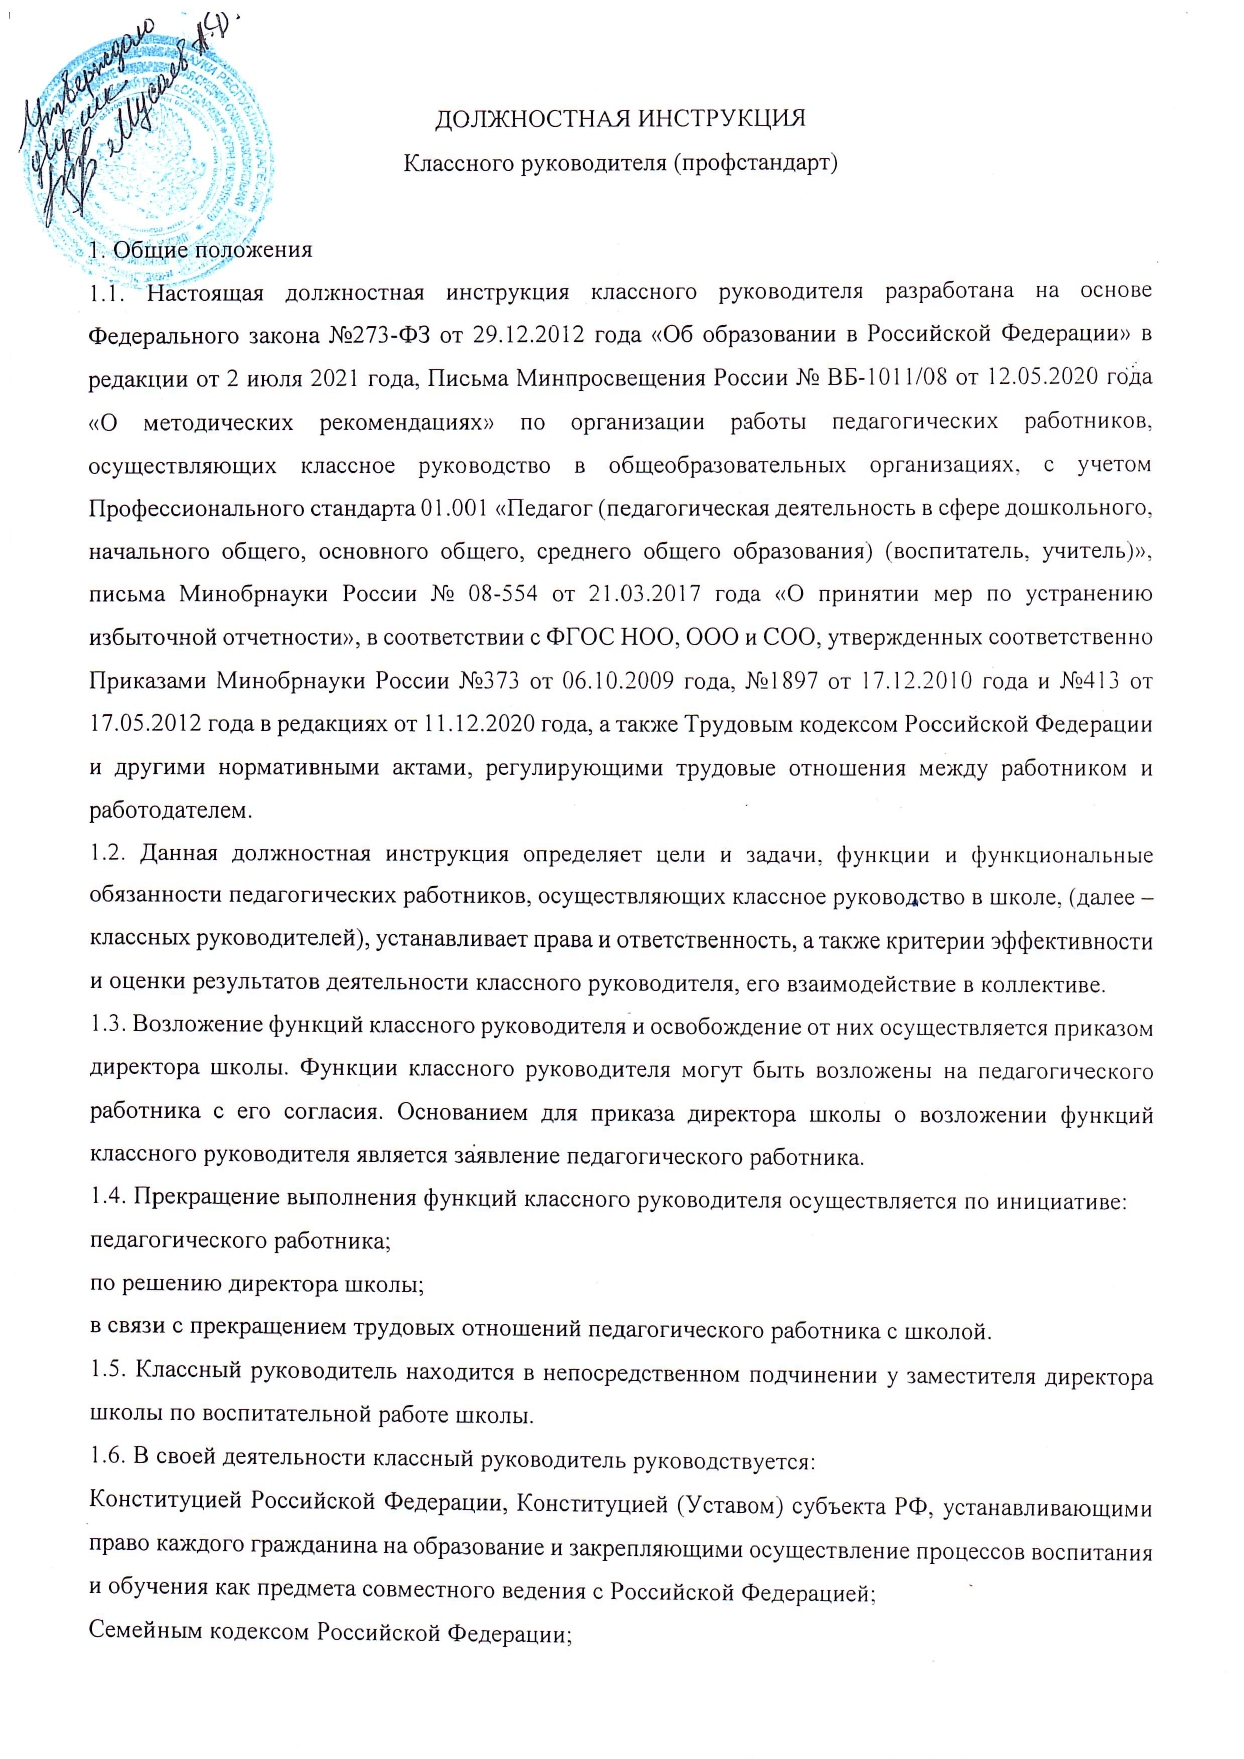 Утверждаю
Мусаев А.Ф.
ДОЛЖНОСТНАЯ ИНСТРУКЦИЯ
Классного руководителя (профстандарт)
1. Общие положения
1.1. Настоящая должностная инструкция классного руководителя разработана на основе
Федерального закона №273-ФЗ от 29.12.2012 года «Об образовании в Российской Федерации» в
редакции от 2 июля 2021 года, Письма Минпросвещения России № ВБ-1011/08 от 12.05.2020 года
«О методических рекомендациях» по организации работы педагогических работников,
осуществляющих классное руководство в общеобразовательных организациях, с учетом
Профессионального стандарта 01.001 «Педагог (педагогическая деятельность в сфере дошкольного,
начального общего, основного общего, среднего общего образования) (воспитатель, учитель)»,
письма Минобрнауки России № 08-554 от 21.03.2017 года «О принятии мер по устранению
избыточной отчетности», в соответствии с ФГОС НОО, ООО и СОО, утвержденных соответственно
Приказами Минобрнауки России №373 от 06.10.2009 года, №1897 от 17.12.2010 года и №413 от
17.05.2012 года в редакциях от 11.12.2020 года, а также Трудовым кодексом Российской Федерации
и другими нормативными актами, регулирующими трудовые отношения между работником и
работодателем.
1.2. Данная должностная инструкция определяет цели и задачи, функции и функциональные
обязанности педагогических работников, осуществляющих классное руководство в школе, (далее –
классных руководителей), устанавливает права и ответственность, а также критерии эффективности
и оценки результатов деятельности классного руководителя, его взаимодействие в коллективе.
1.3. Возложение функций классного руководителя и освобождение от них осуществляется приказом
директора школы. Функции классного руководителя могут быть возложены на педагогического
работника с его согласия. Основанием для приказа директора школы о возложении функций
классного руководителя является заявление педагогического работника.
1.4. Прекращение выполнения функций классного руководителя осуществляется по инициативе:
педагогического работника;
по решению директора школы;
в связи с прекращением трудовых отношений педагогического работника с школой.
1.5. Классный руководитель находится в непосредственном подчинении у заместителя директора
школы по воспитательной работе школы.
1.6. В своей деятельности классный руководитель руководствуется:
Конституцией Российской Федерации, Конституцией (Уставом) субъекта РФ, устанавливающими
право каждого гражданина на образование и закрепляющими осуществление процессов воспитания
и обучения как предмета совместного ведения с Российской Федерацией;
Семейным кодексом Российской Федерации;